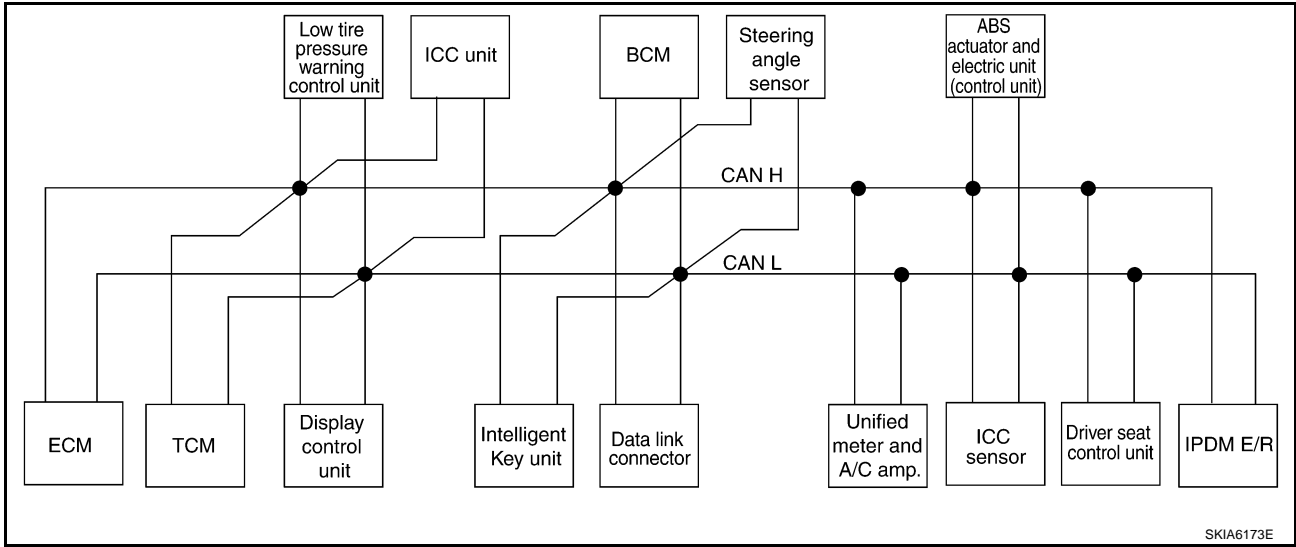 Low tire
pressure
warning
control unit
ICC unit
BCM
Steering
angle
sensor
ABS
actuator and
electric unit
(control unit)
CAN H
CAN L
ECM
TCM
Display
control
unit
Intelligent
Key unit
Data link
connector
Unified
meter and
A/C amp.
ICC
sensor
Driver seat
control unit
IPDM E/R
SKIA6173E